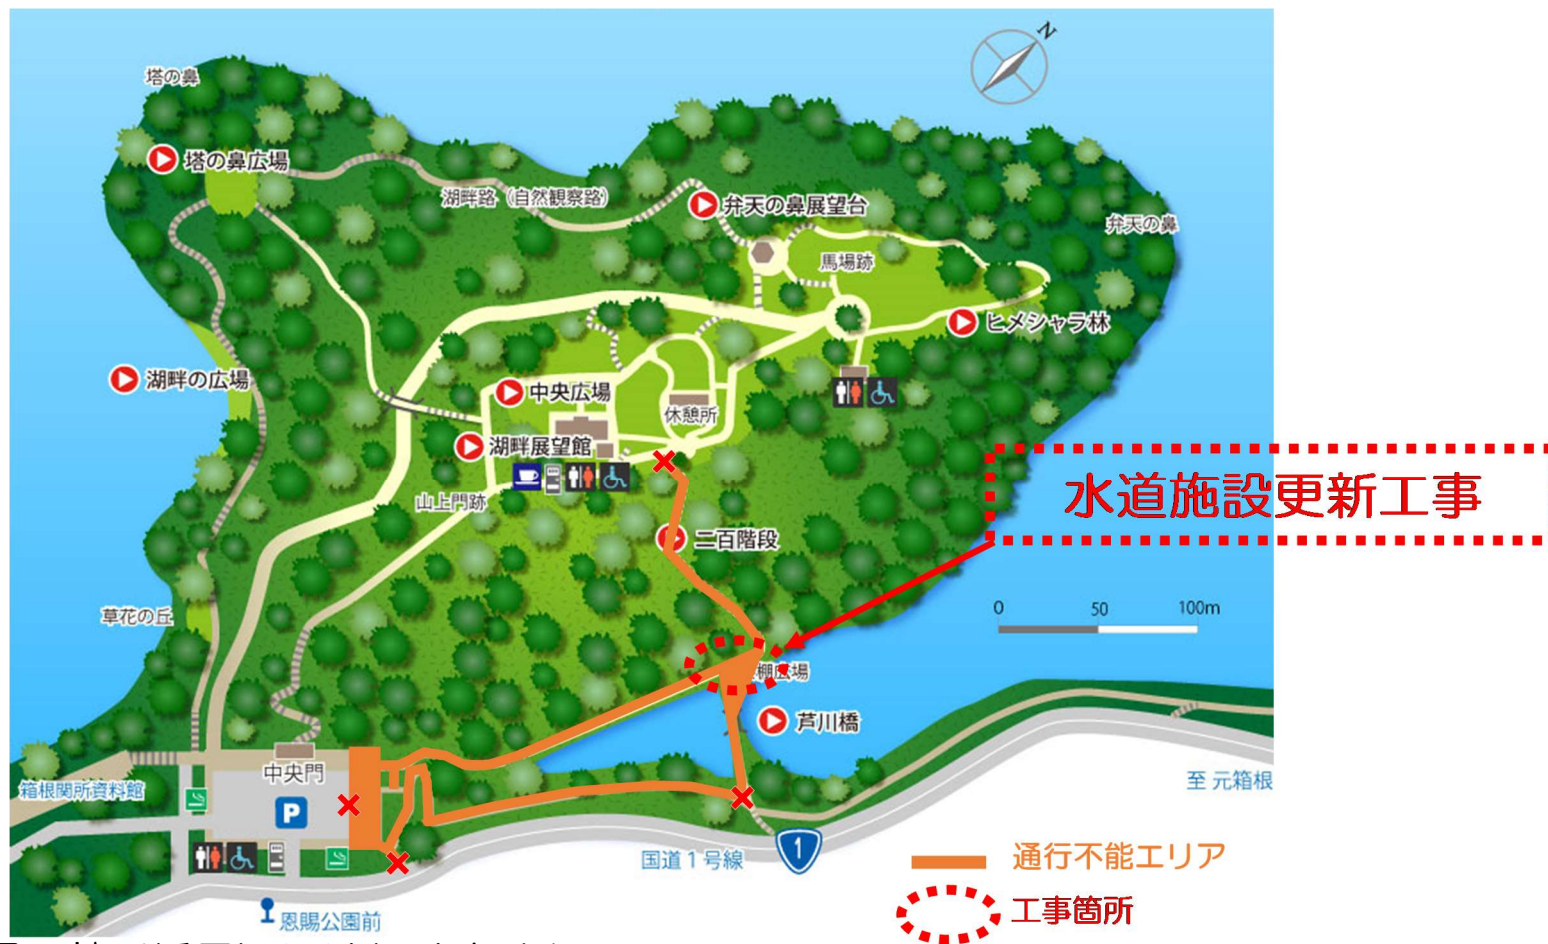 N
塔の鼻
塔の鼻広場
湖畔路（自然観察路）
弁天の鼻展望台
弁天の鼻
馬場跡
ヒメシャラ林
湖畔の広場
中央広場
休憩所
湖畔展望館
水道施設更新工事
山上門跡
二百階段
0 50 100m
草花の丘
棚広場
芦川橋
中央門
箱根関所資料館
至 元箱根
P
国道1号線
1
通行不能エリア
工事箇所
恩賜公園前